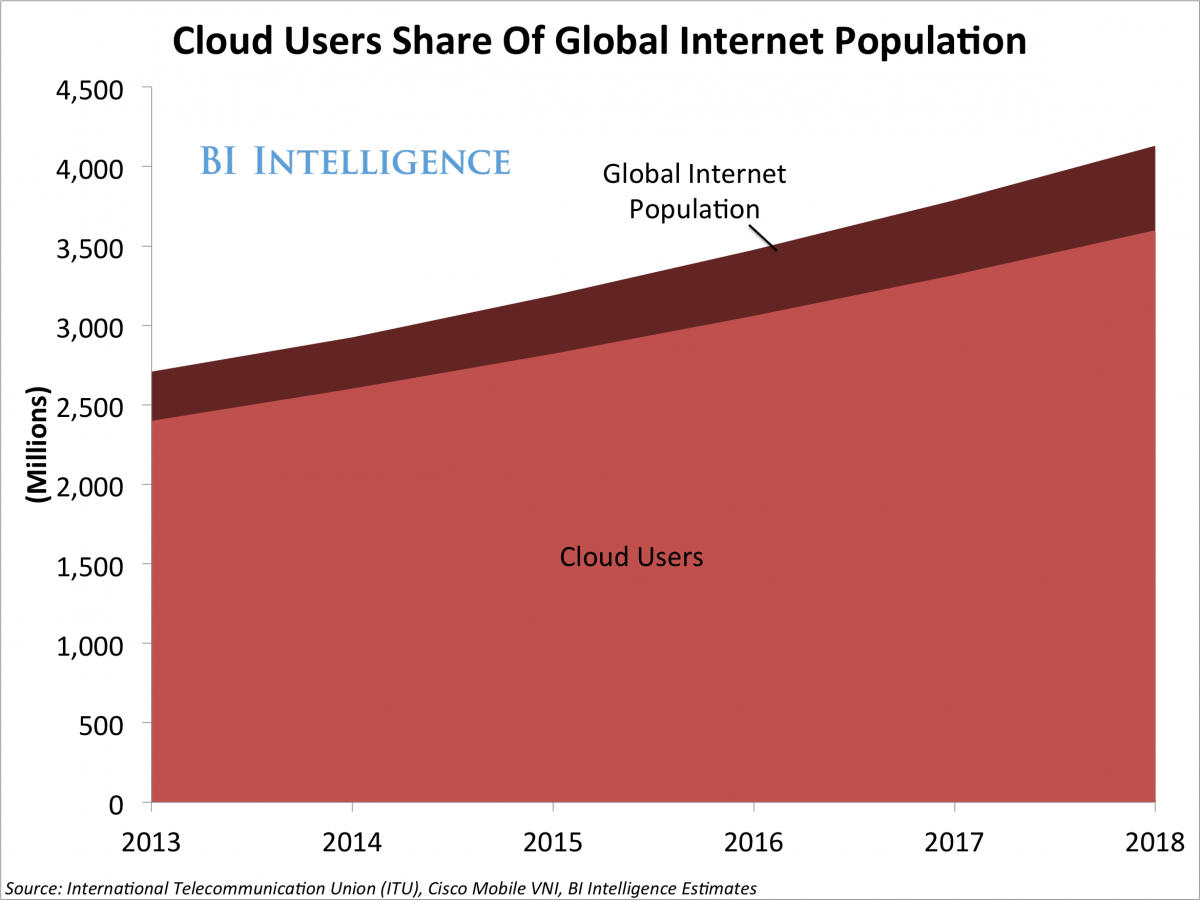 Cloud Users Share Of Global Internet Population
4,500
4,000
3,500
3,000
2,500
2,000
1,500
1,000
500
0
(Millions)
BI INTELLIGENCE
Global Internet
Population
Cloud Users
2013 2014 2015 2016 2017 2018
Source: International Telecommunication Union (ITU), Cisco Mobile VNI, BI Intelligence Estimates